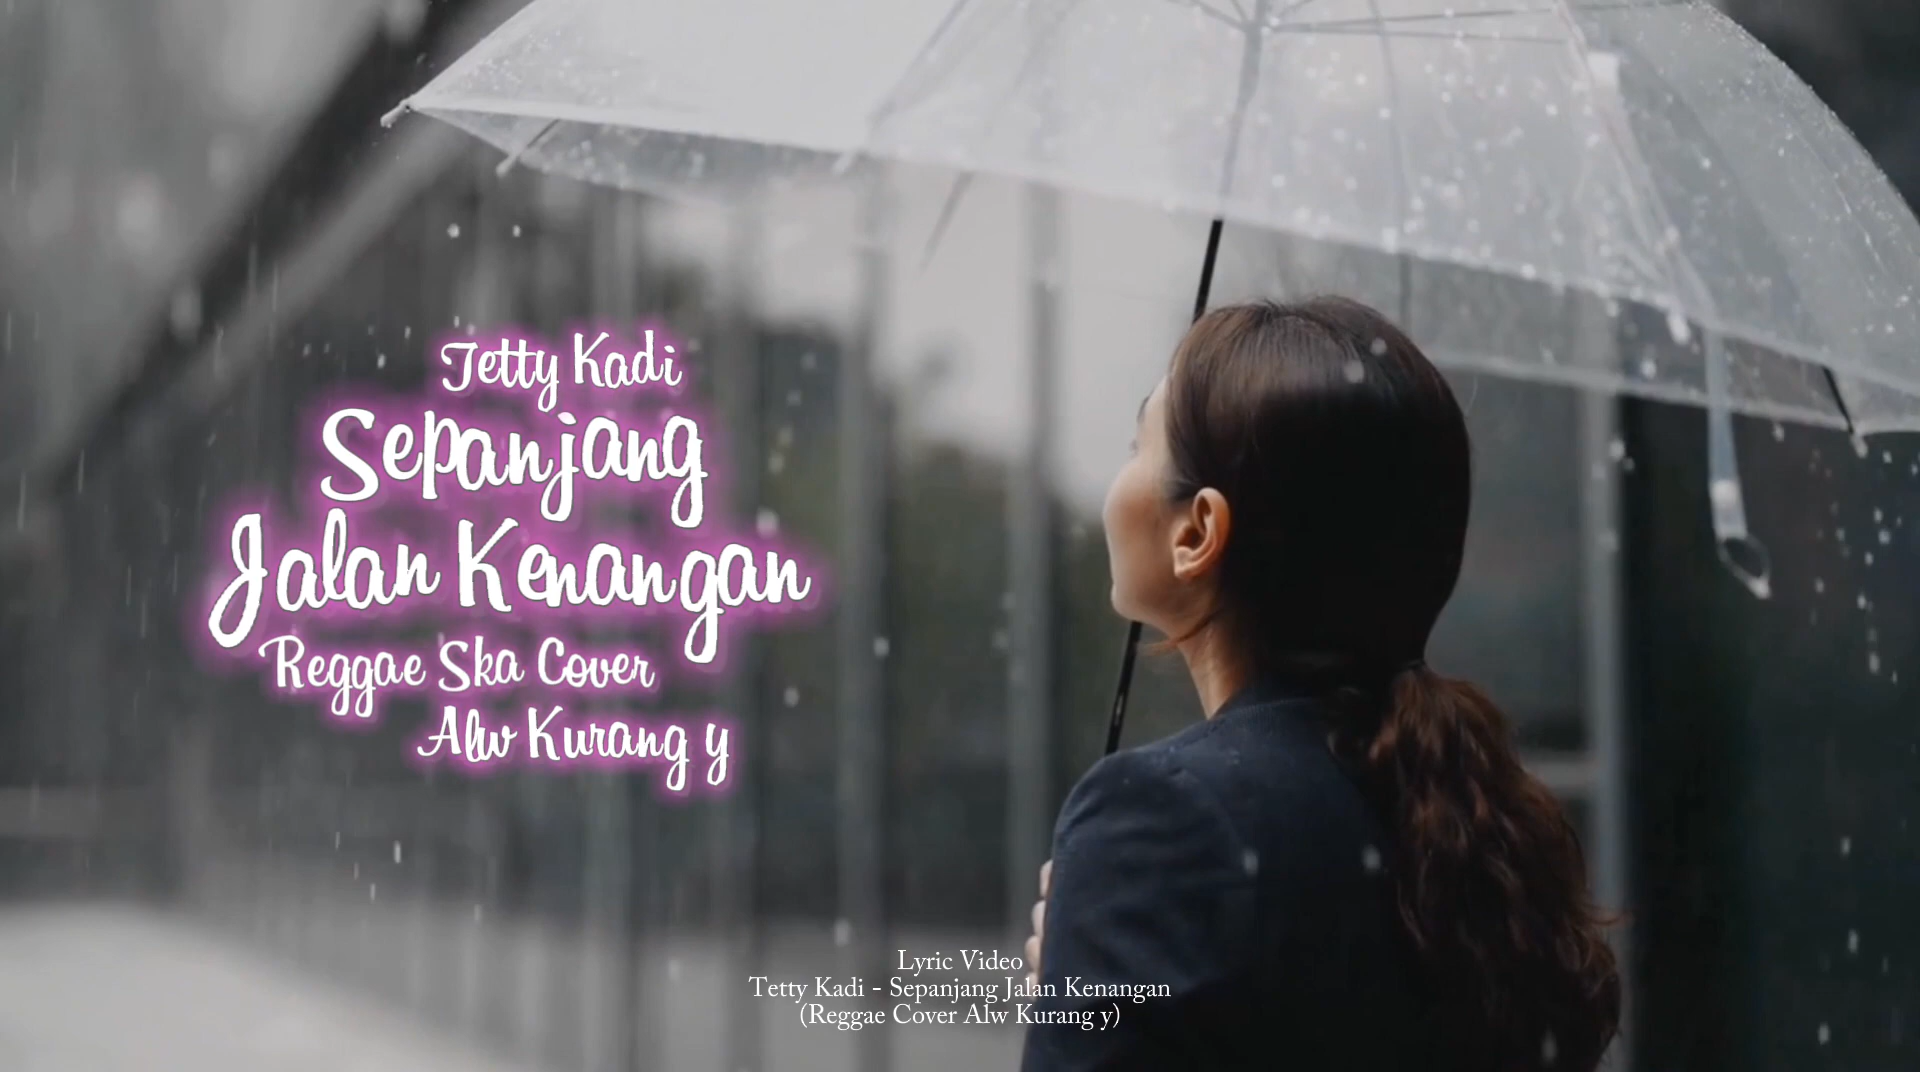 Tetty Kadi
Sepanjang
Jalan Kenangan
Reggae Ska Cover
Alw Kurang y
Lyric Video
Tetty Kadi - Sepanjang Jalan Kenangan
(Reggae Cover Alw Kurang y)